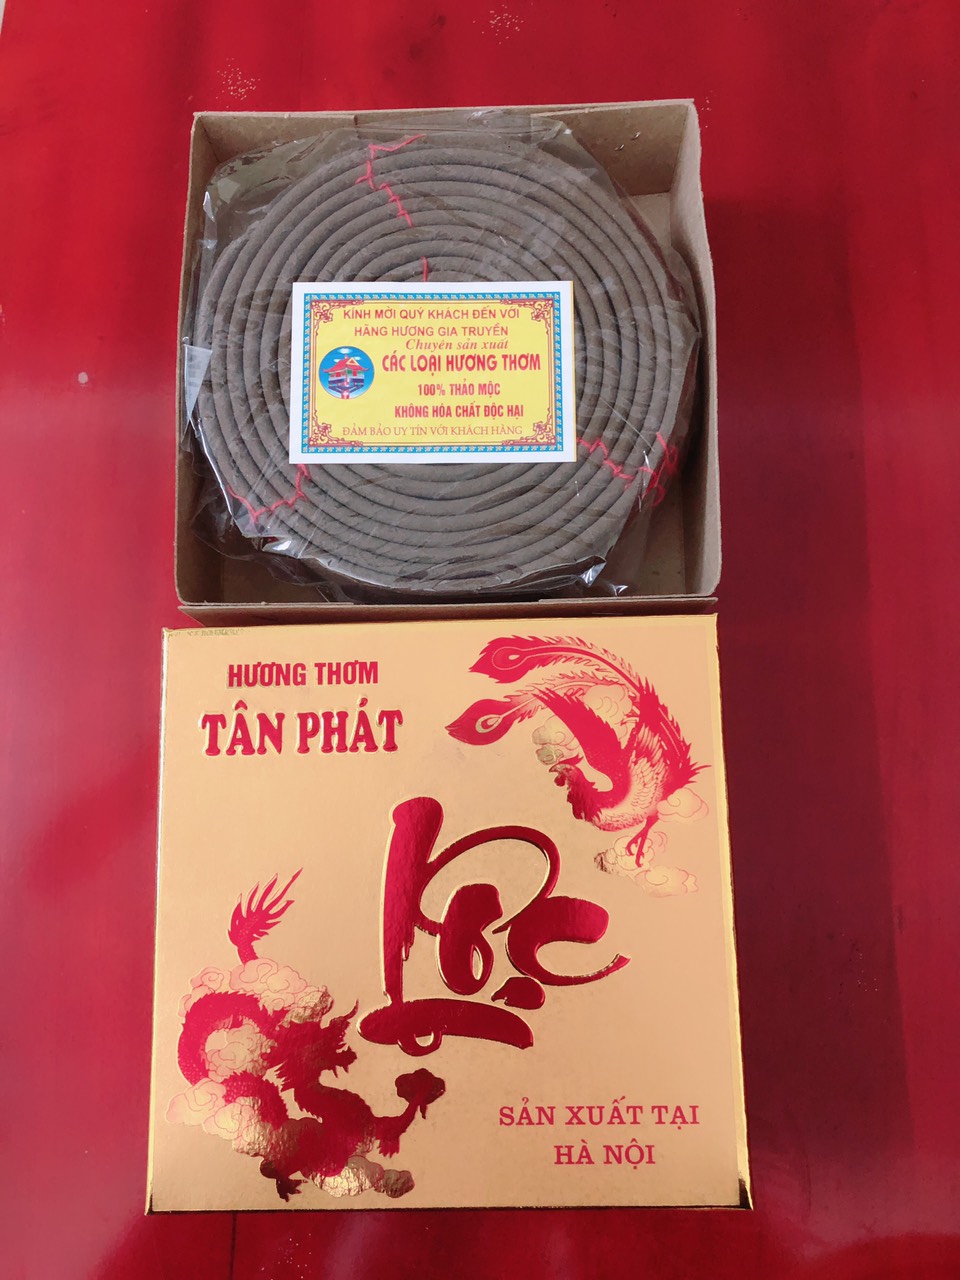 KÍNH MỜI QUÝ KHÁCH ĐẾN VỚI
HÃNG HƯƠNG GIA TRUYỀN
Chuyên sản xuất
CÁC LOẠI HƯƠNG THƠM
100% THẢO MỘC
KHÔNG HÓA CHẤT ĐỘC HẠI
ĐẢM BẢO UY TÍN VỚI KHÁCH HÀNG
HƯƠNG THƠM
TÂN PHÁT
Lộc
SẢN XUẤT TẠI
HÀ NỘI